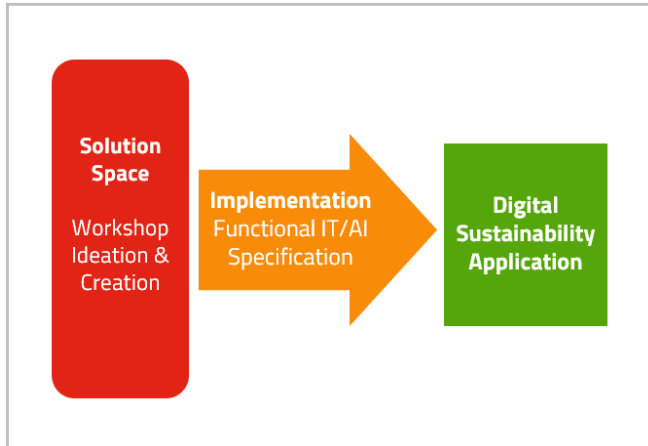 Solution
Space
Workshop
Ideation &
Creation
Implementation
Functional IT/AI
Specification
Digital
Sustainability
Application